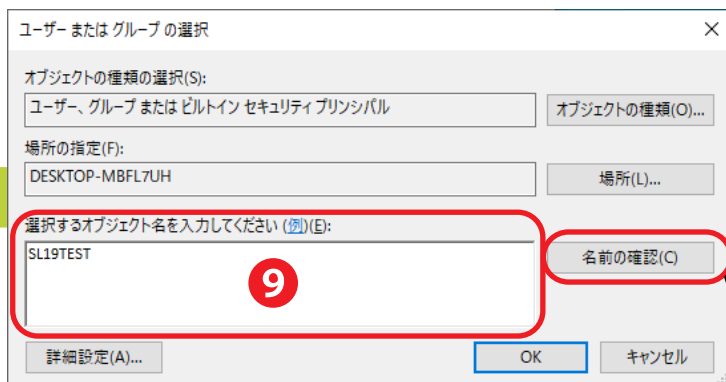 ユーザー または グループ の選択
オブジェクトの種類の選択(S):
ユーザー、グループ または ビルトイン セキュリティ プリンシパル
オブジェクトの種類(O)...
場所の指定(F):
DESKTOP-MBFL7UH
場所(L)...
選択するオブジェクト名を入力してください (例)(E):
SL19TEST
名前の確認(C)
9
詳細設定(A)...
OK
キャンセル